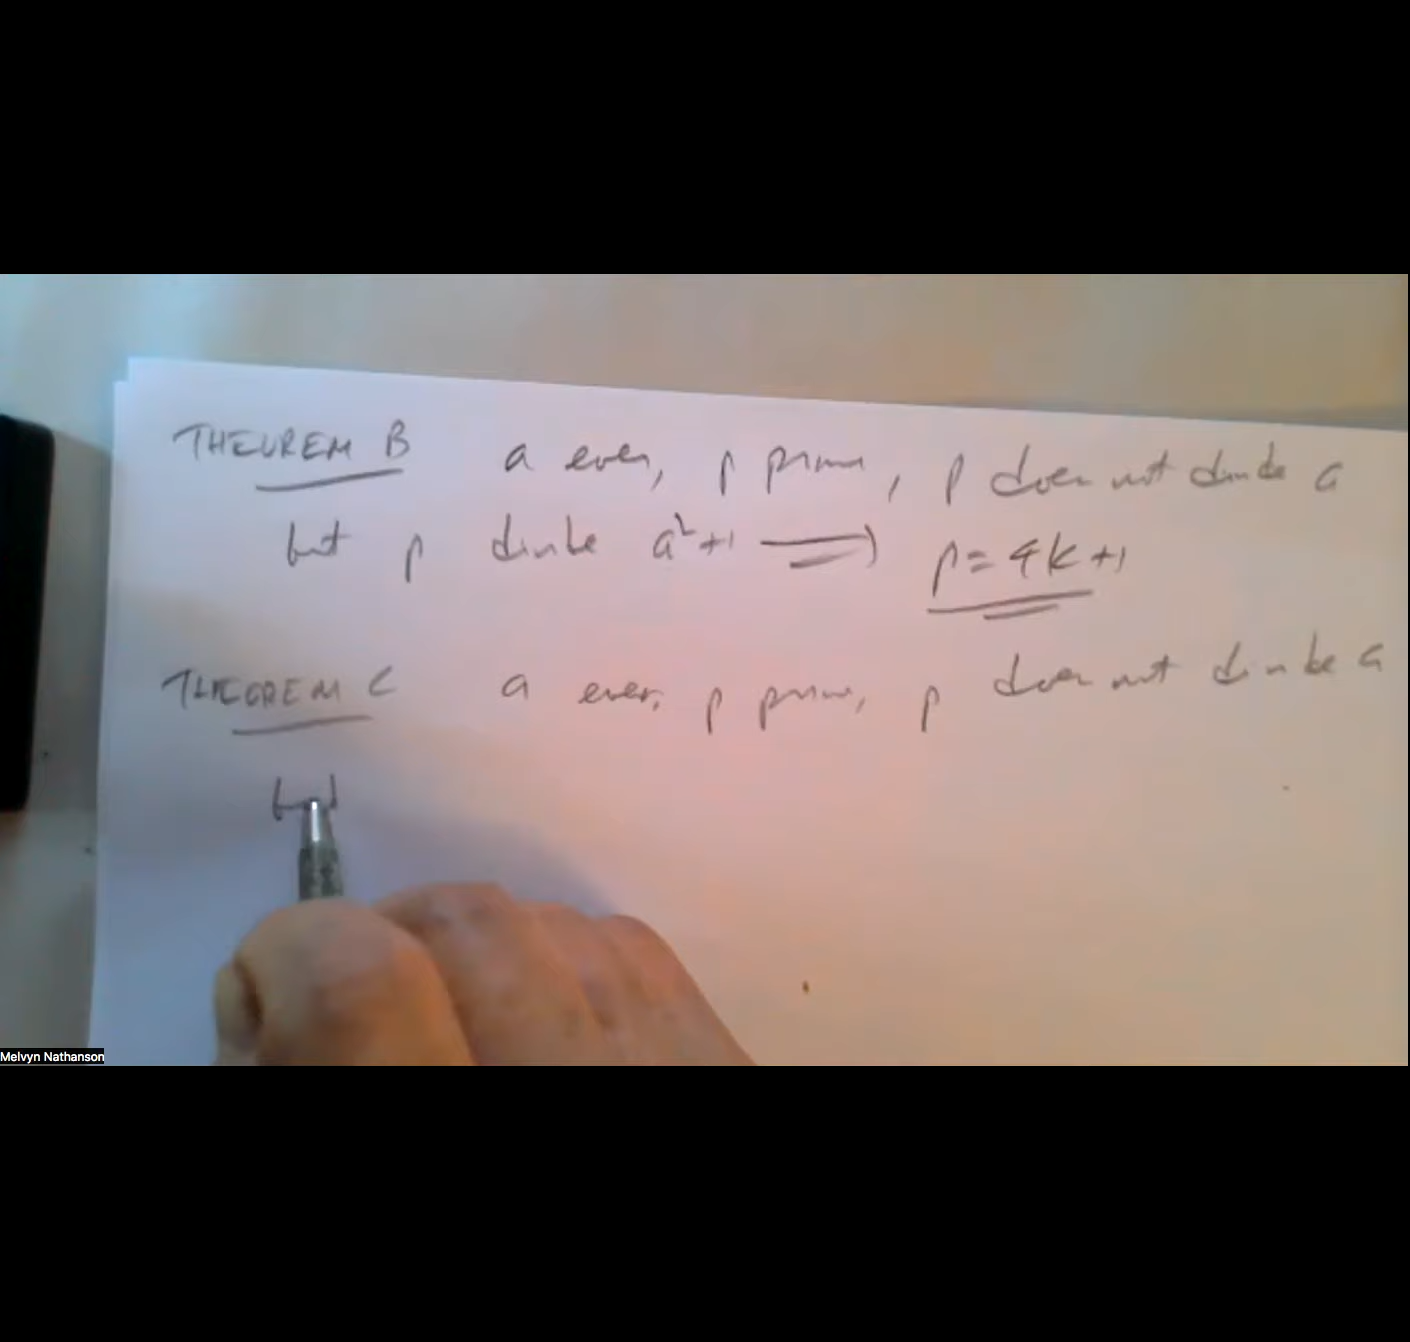 THEOREM B a even, p prime, p does not divide a
but p divide a²+1 ⟹ p = 4k+1
THEOREM C a even, p prime, p does not divide a
but
Melvyn Nathanson